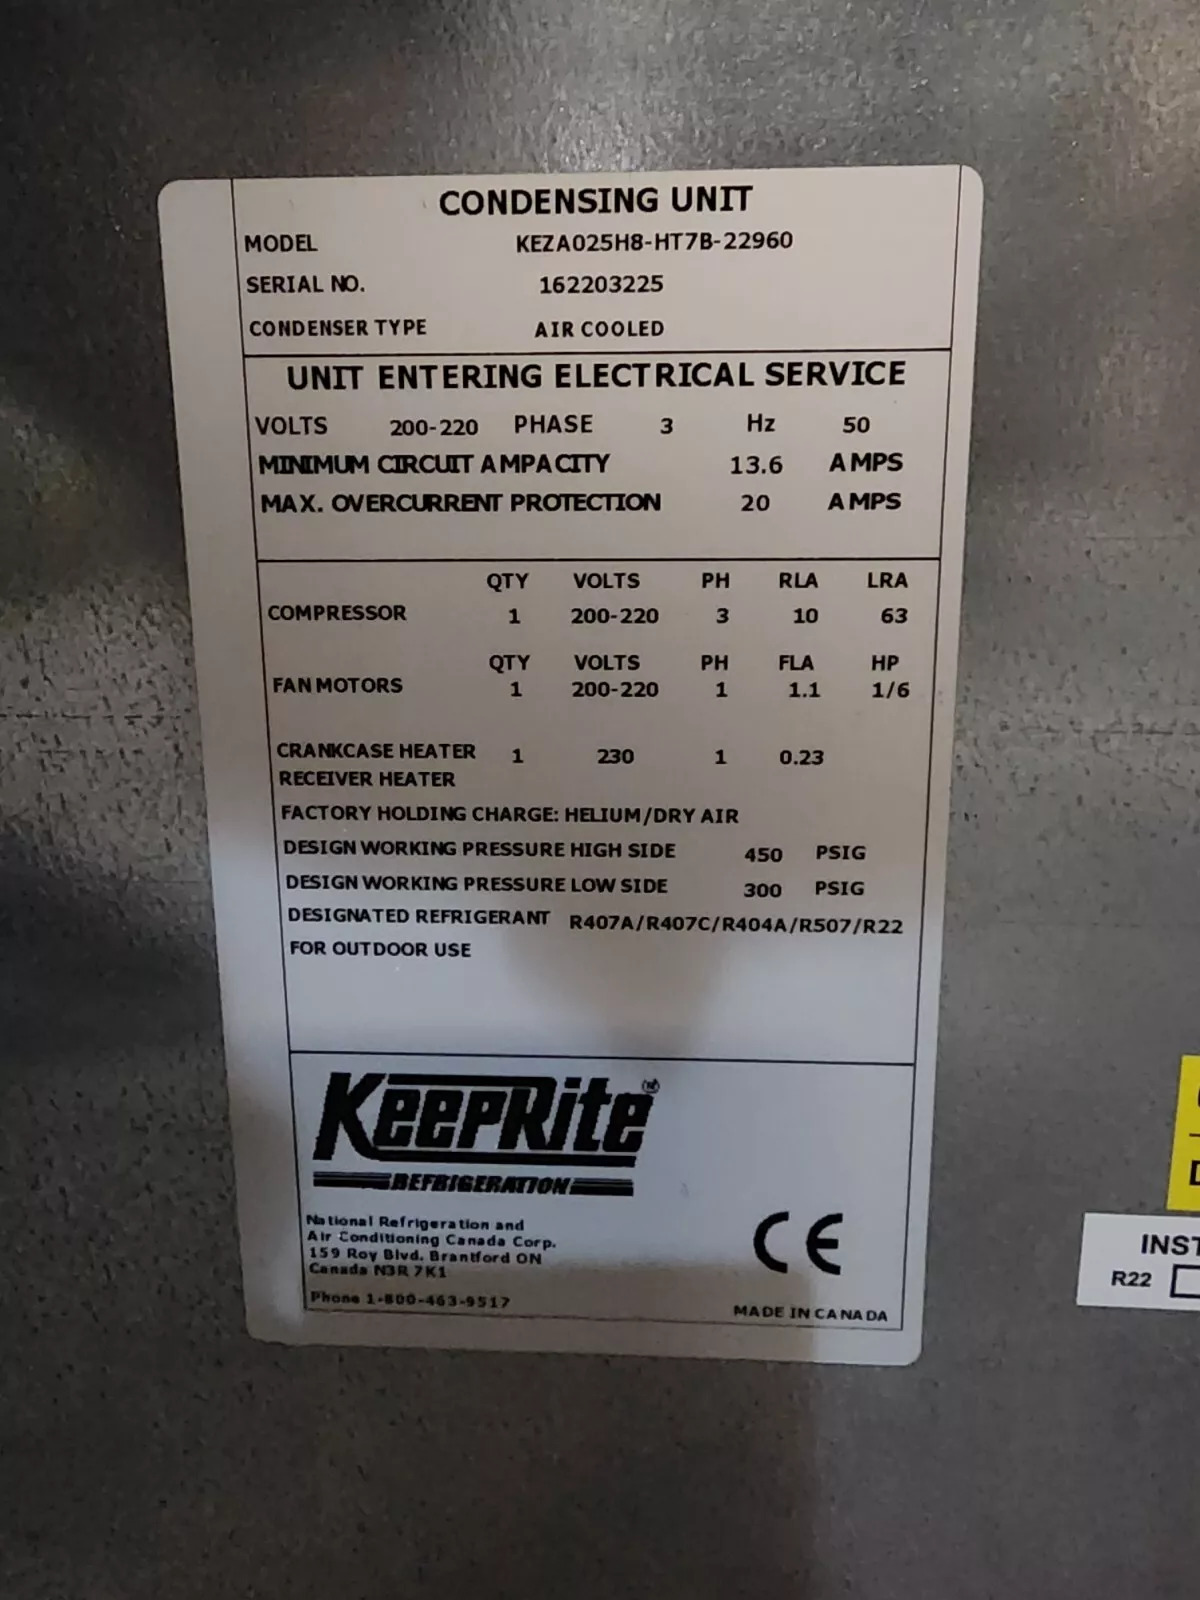 CONDENSING UNIT
MODEL KEZA025H8-HT7B-22960
SERIAL NO. 162203225
CONDENSER TYPE AIR COOLED
UNIT ENTERING ELECTRICAL SERVICE
VOLTS 200-220 PHASE 3 Hz 50
MINIMUM CIRCUIT AMPACITY 13.6 AMPS
MAX. OVERCURRENT PROTECTION 20 AMPS
QTY VOLTS PH RLA LRA
COMPRESSOR 1 200-220 3 10 63
QTY VOLTS PH FLA HP
FAN MOTORS 1 200-220 1 1.1 1/6
CRANKCASE HEATER 1 230 1 0.23
RECEIVER HEATER
FACTORY HOLDING CHARGE: HELIUM/DRY AIR
DESIGN WORKING PRESSURE HIGH SIDE 450 PSIG
DESIGN WORKING PRESSURE LOW SIDE 300 PSIG
DESIGNATED REFRIGERANT R407A/R407C/R404A/R507/R22
FOR OUTDOOR USE
KeepRite ®
REFRIGERATION
National Refrigeration and
Air Conditioning Canada Corp.
159 Roy Blvd. Brantford ON
Canada N3R 7K1
Phone 1-800-463-9517
CE
MADE IN CANADA
INST
R22